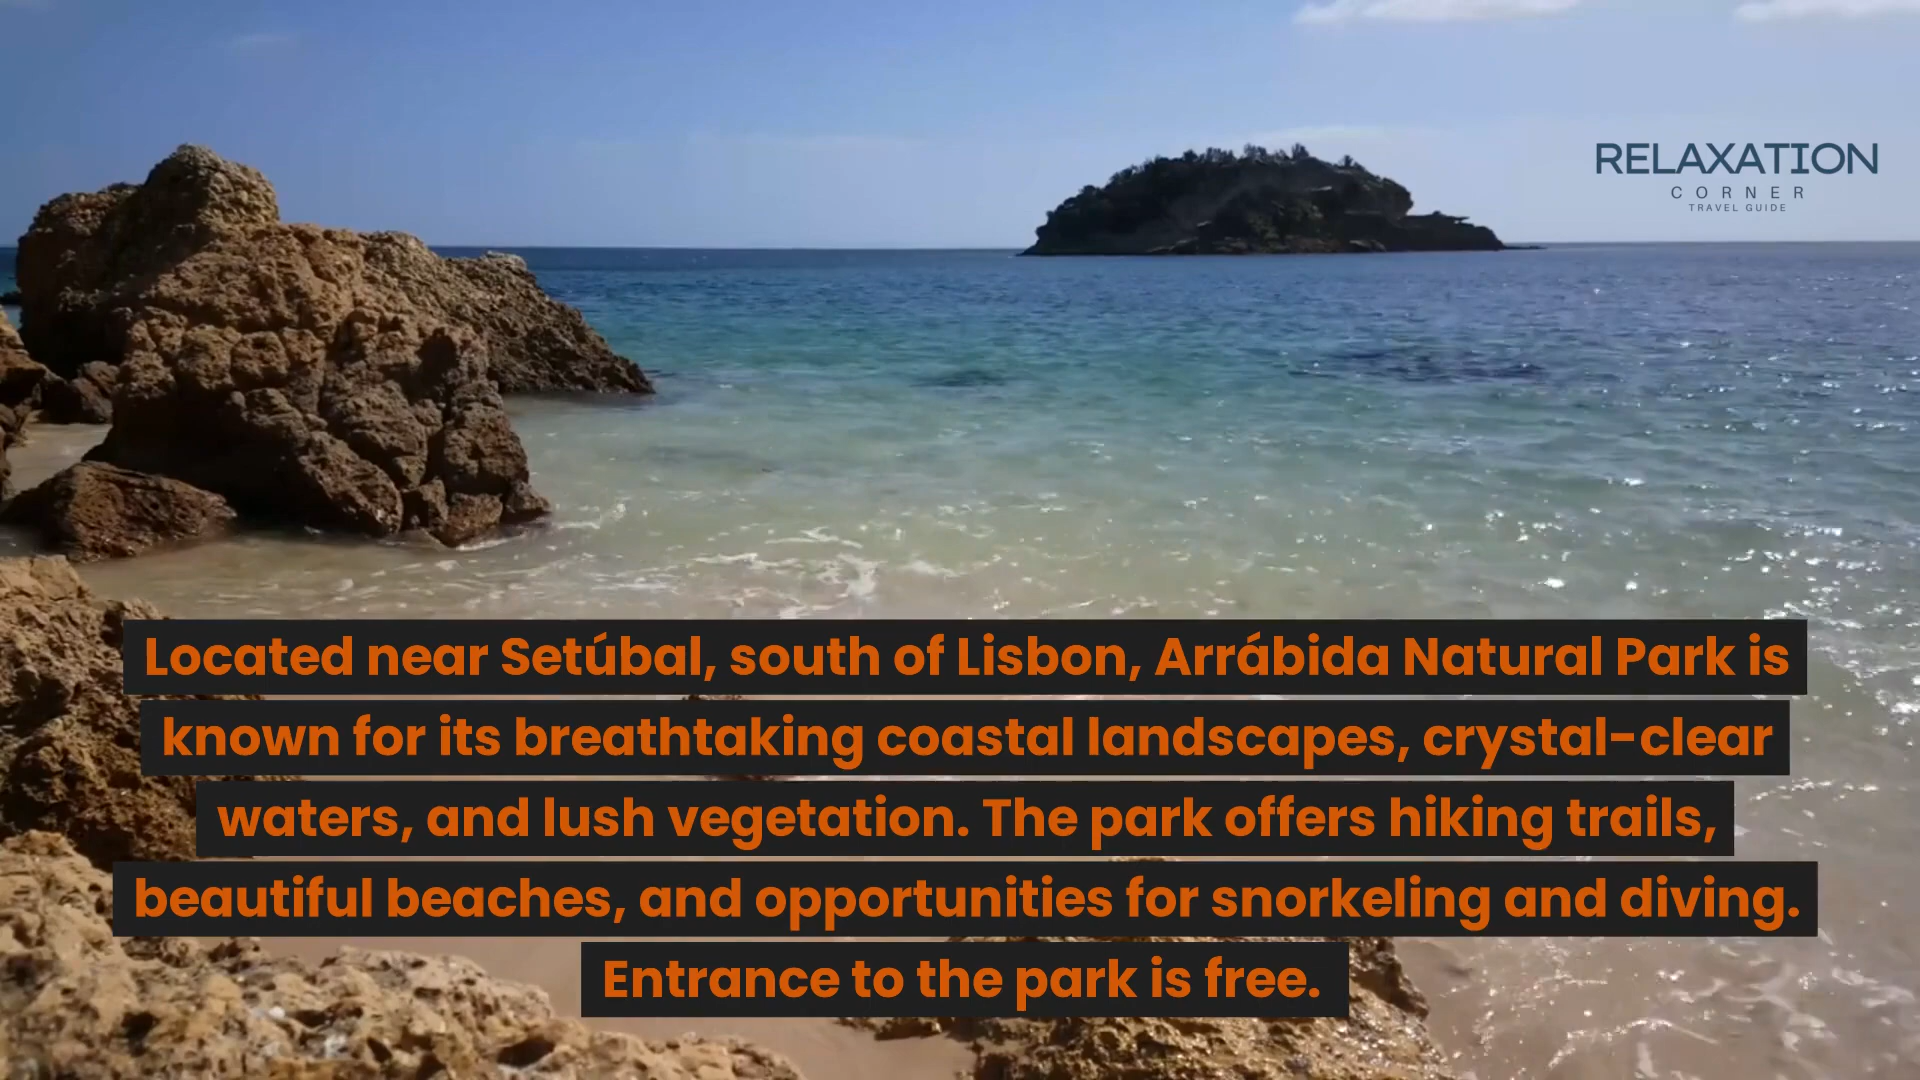 RELAXATION
CORNER
TRAVEL GUIDE
Located near Setúbal, south of Lisbon, Arrábida Natural Park is
known for its breathtaking coastal landscapes, crystal-clear
waters, and lush vegetation. The park offers hiking trails,
beautiful beaches, and opportunities for snorkeling and diving.
Entrance to the park is free.